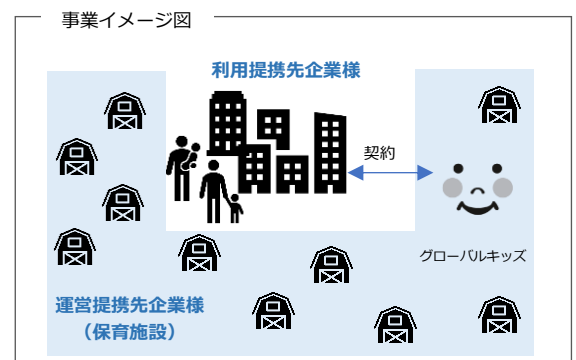 事業イメージ図
利用提携先企業様
契約
グローバルキッズ
運営提携先企業様
（保育施設）